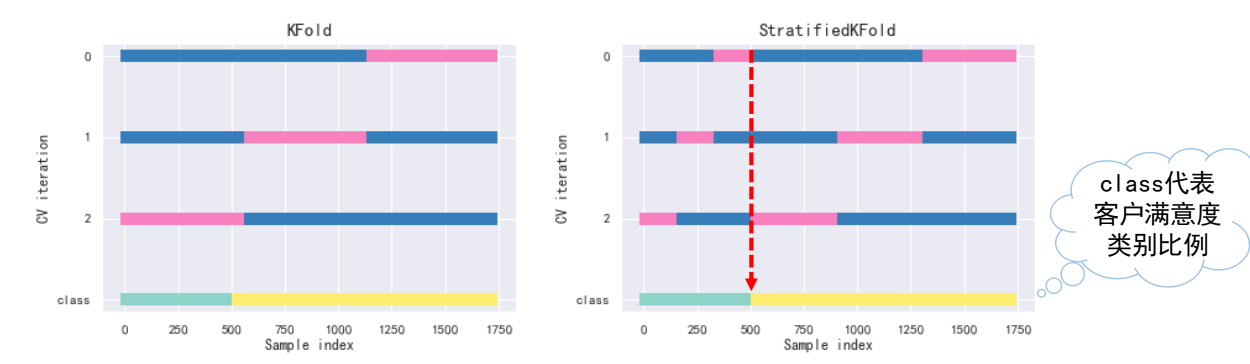 KFold
0
1
2
class
CV iteration
0 250 500 750 1000 1250 1500 1750
Sample index
StratifiedKFold
0
1
2
class
CV iteration
0 250 500 750 1000 1250 1500 1750
Sample index
class代表
客户满意度
类别比例